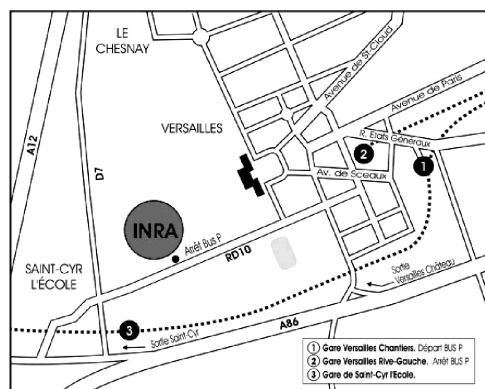 LE
CHESNAY
Avenue de St-Cloud
Avenue de Paris
VERSAILLES
R. Etats Généraux
A12
D7
2
1
Av. de Sceaux
INRA
Arrêt Bus P
SAINT-CYR
L'ÉCOLE
RD10
Sortie
Versailles Château
3
Sortie Saint-Cyr
A86
1 Gare Versailles Chantiers. Départ BUS P
2 Gare Versailles Rive-Gauche. Arrêt BUS P
3 Gare de Saint-Cyr l'Ecole.